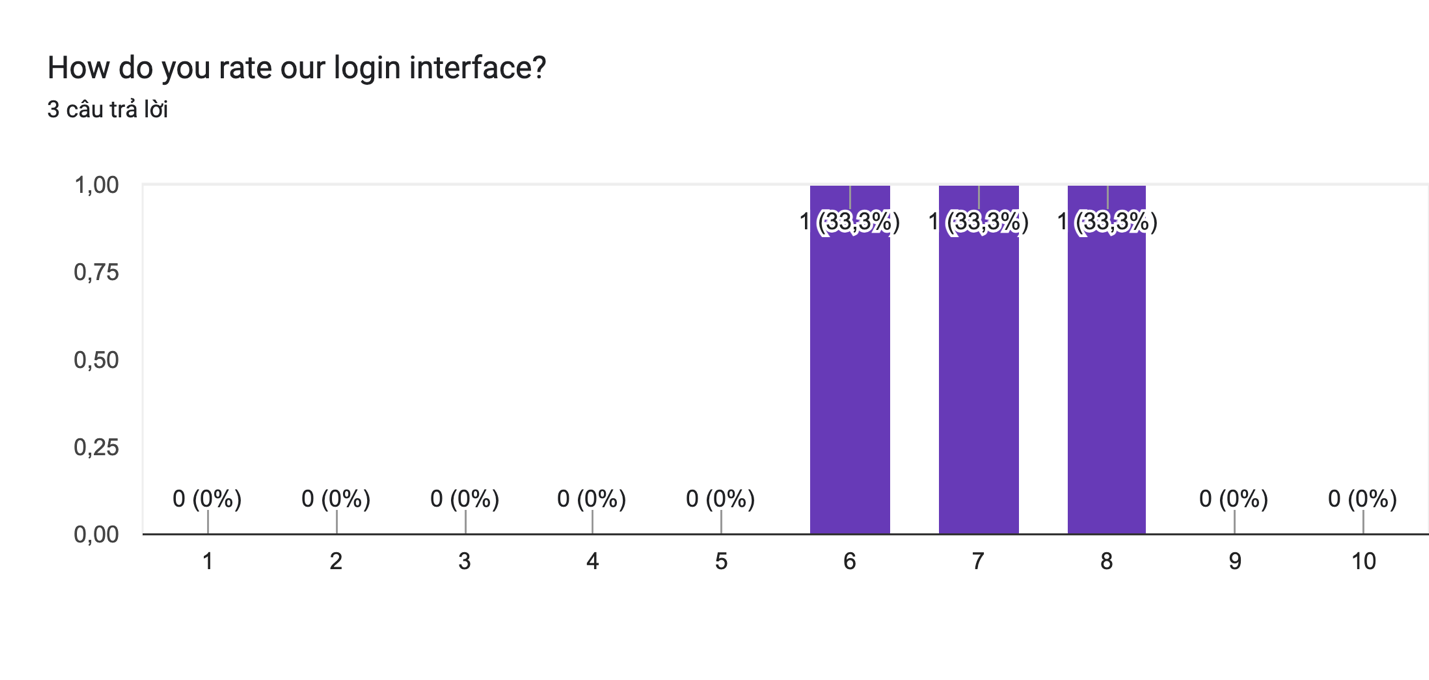 How do you rate our login interface?
3 câu trả lời
1,00
0,75
0,50
0,25
0,00
1 (33,3%) 1 (33,3%) 1 (33,3%)
0 (0%) 0 (0%) 0 (0%) 0 (0%) 0 (0%) 0 (0%) 0 (0%)
1 2 3 4 5 6 7 8 9 10